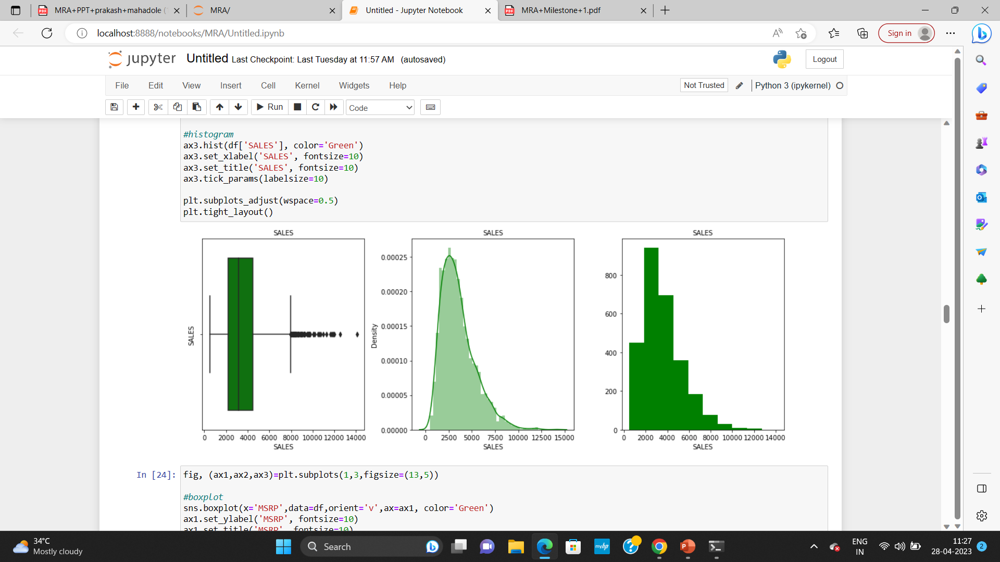 MRA+PPT+prakash+mahadole (
MRA/
Untitled - Jupyter Notebook
MRA+Milestone+1.pdf
localhost:8888/notebooks/MRA/Untitled.ipynb
Sign in
jupyter Untitled Last Checkpoint: Last Tuesday at 11:57 AM (autosaved)
Logout
File Edit View Insert Cell Kernel Widgets Help
Not Trusted
Python 3 (ipykernel)
Run
Code
#histogram
ax3.hist(df['SALES'], color='Green')
ax3.set_xlabel('SALES', fontsize=10)
ax3.set_title('SALES', fontsize=10)
ax3.tick_params(labelsize=10)
plt.subplots_adjust(wspace=0.5)
plt.tight_layout()
SALES
SALES
0 2000 4000 6000 8000 10000 12000 14000
SALES
SALES
Density
0.00025
0.00020
0.00015
0.00010
0.00005
0.00000
0 2500 5000 7500 10000 12500 15000
SALES
SALES
800
600
400
200
0
0 2000 4000 6000 8000 10000 12000 14000
SALES
In [24]:
fig, (ax1,ax2,ax3)=plt.subplots(1,3,figsize=(13,5))
#boxplot
sns.boxplot(x='MSRP',data=df,orient='v',ax=ax1, color='Green')
ax1.set_ylabel('MSRP', fontsize=10)
ax1.set_title('MSRP', fontsize=10)
34°C
Mostly cloudy
Search
myhp
ENG
IN
11:27
28-04-2023
2